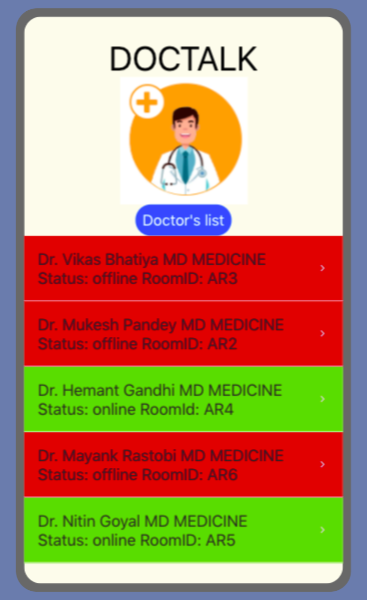 DOCTALK
Doctor's list
Dr. Vikas Bhatiya MD MEDICINE
Status: offline RoomID: AR3
Dr. Mukesh Pandey MD MEDICINE
Status: offline RoomID: AR2
Dr. Hemant Gandhi MD MEDICINE
Status: online RoomId: AR4
Dr. Mayank Rastobi MD MEDICINE
Status: offline RoomID: AR6
Dr. Nitin Goyal MD MEDICINE
Status: online RoomID: AR5